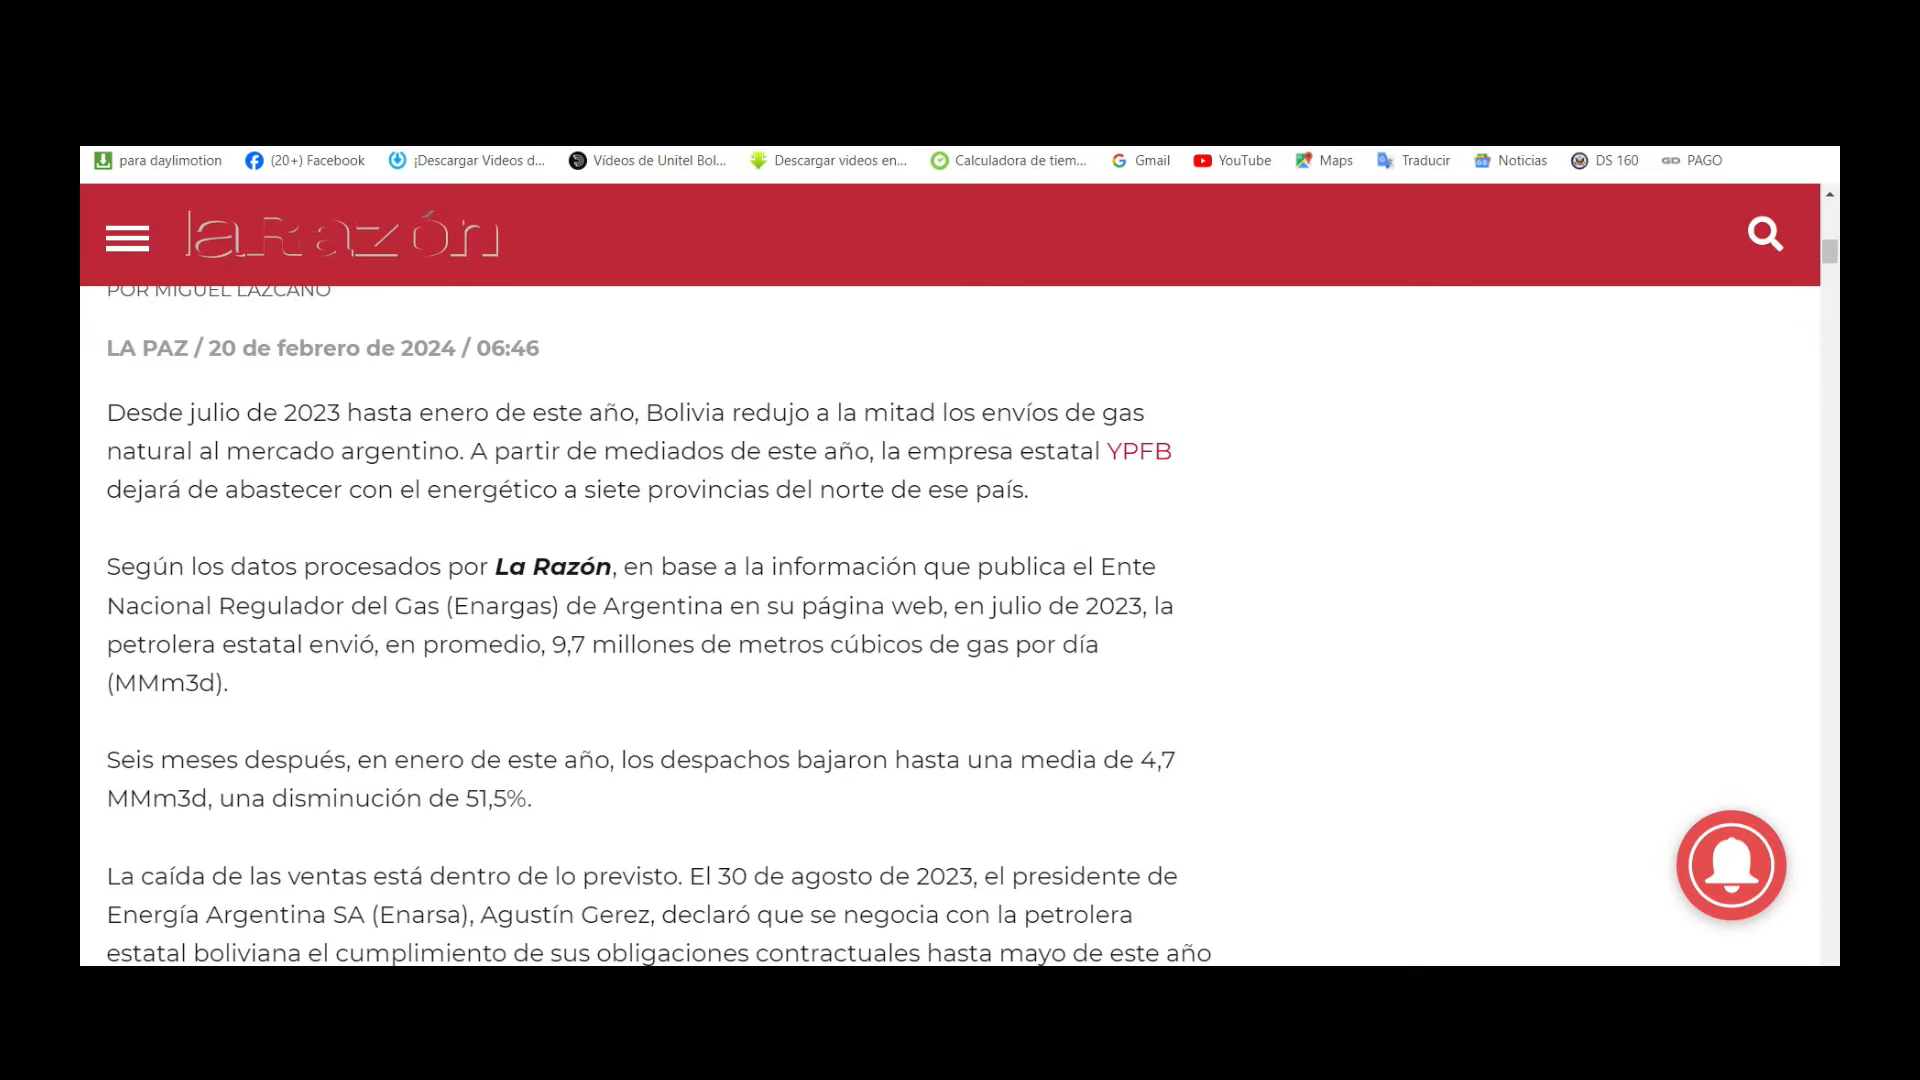 para daylimotion (20+) Facebook ¡Descargar Videos d... Vídeos de Unitel Bol... Descargar videos en... Calculadora de tiem... Gmail YouTube Maps Traducir Noticias DS 160 PAGO
la Razón
POR MIGUEL LAZCANO
LA PAZ / 20 de febrero de 2024 / 06:46
Desde julio de 2023 hasta enero de este año, Bolivia redujo a la mitad los envíos de gas
natural al mercado argentino. A partir de mediados de este año, la empresa estatal YPFB
dejará de abastecer con el energético a siete provincias del norte de ese país.
Según los datos procesados por La Razón, en base a la información que publica el Ente
Nacional Regulador del Gas (Enargas) de Argentina en su página web, en julio de 2023, la
petrolera estatal envió, en promedio, 9,7 millones de metros cúbicos de gas por día
(MMm3d).
Seis meses después, en enero de este año, los despachos bajaron hasta una media de 4,7
MMm3d, una disminución de 51,5%.
La caída de las ventas está dentro de lo previsto. El 30 de agosto de 2023, el presidente de
Energía Argentina SA (Enarsa), Agustín Gerez, declaró que se negocia con la petrolera
estatal boliviana el cumplimiento de sus obligaciones contractuales hasta mayo de este año